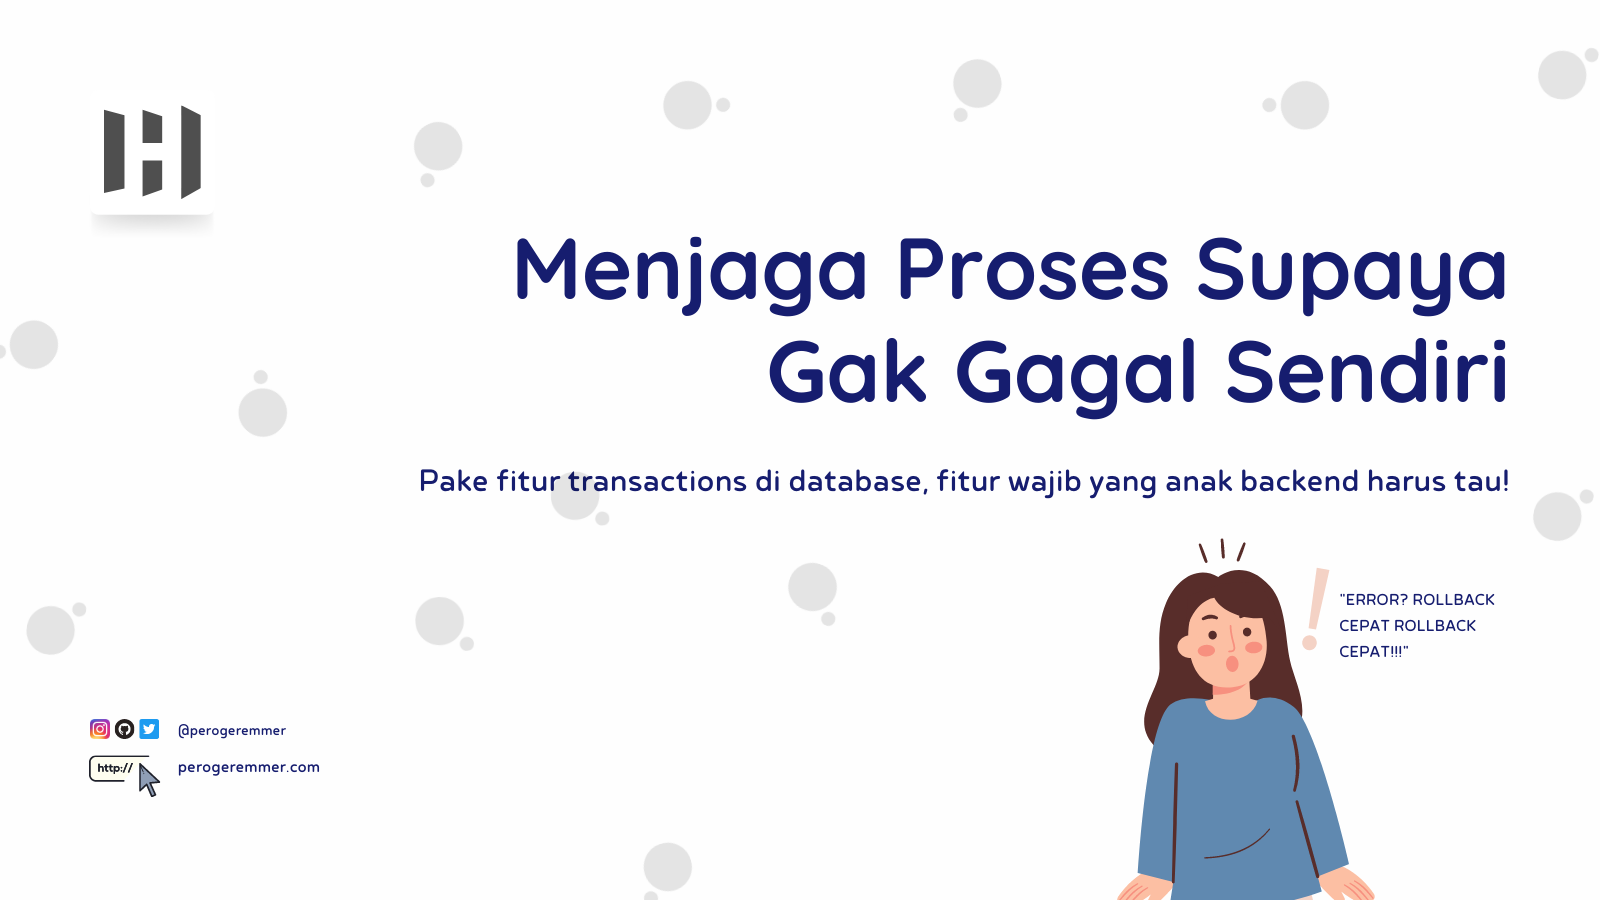 Menjaga Proses Supaya
Gak Gagal Sendiri
Pake fitur transactions di database, fitur wajib yang anak backend harus tau!
"ERROR? ROLLBACK
CEPAT ROLLBACK
CEPAT!!!"
@perogeremmer
http://
perogeremmer.com